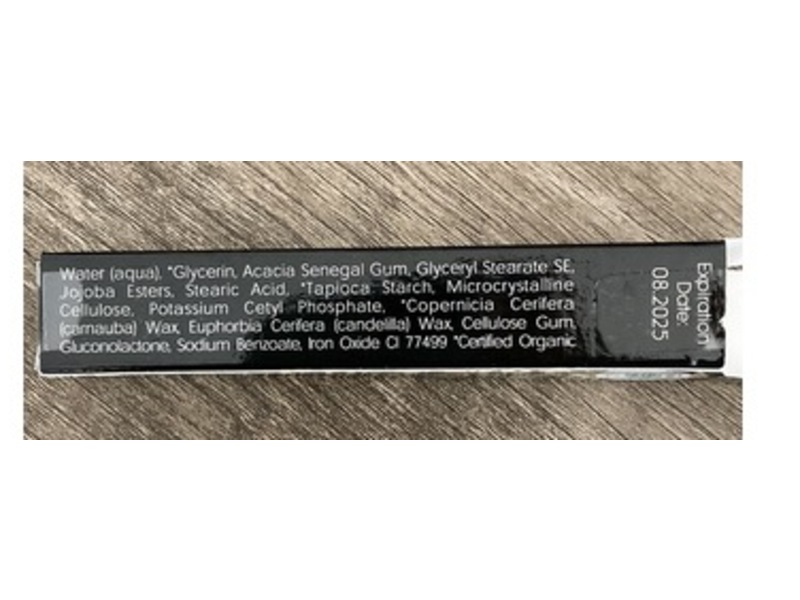 Water (aqua), *Glycerin, Acacia Senegal Gum, Glyceryl Stearate SE,
Jojoba Esters, Stearic Acid, *Tapioca Starch, Microcrystalline
Cellulose, Potassium Cetyl Phosphate, *Copernicia Cerifera
(carnauba) Wax, Euphorbia Cerifera (candelilla) Wax, Cellulose Gum,
Gluconolactone, Sodium Benzoate, Iron Oxide CI 77499 *Certified Organic
Expiration
Date:
08.2025